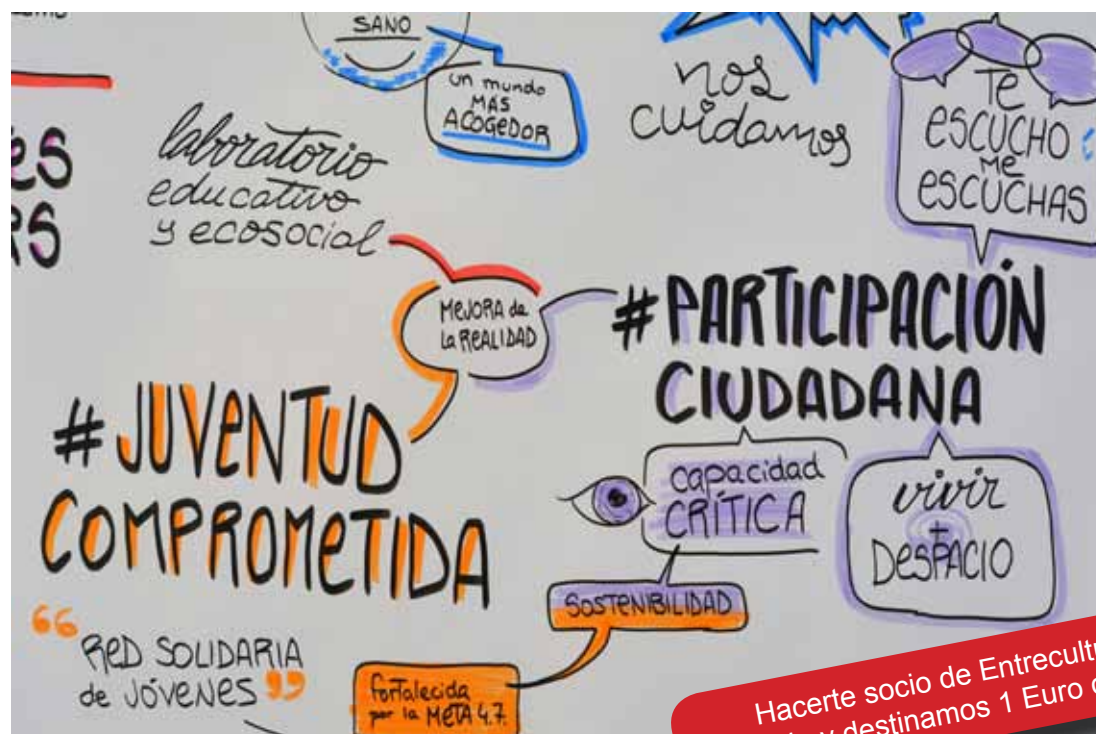 SANO
un mundo
MÁS
ACOGEDOR
nos
cuidamos
TE
ESCUCHO
ME
ESCUCHAS
laboratorio
educativo
y ecosocial
MEJORA de
la REALIDAD
#PARTICIPACIÓN
CIUDADANA
#JUVENTUD
COMPROMETIDA
capacidad
CRÍTICA
vivir
+
DESPACIO
SOSTENIBILIDAD
“RED SOLIDARIA
de JÓVENES”
fortalecida
por la META 4.7.
Hacerte socio de
destinamos 1 Euro